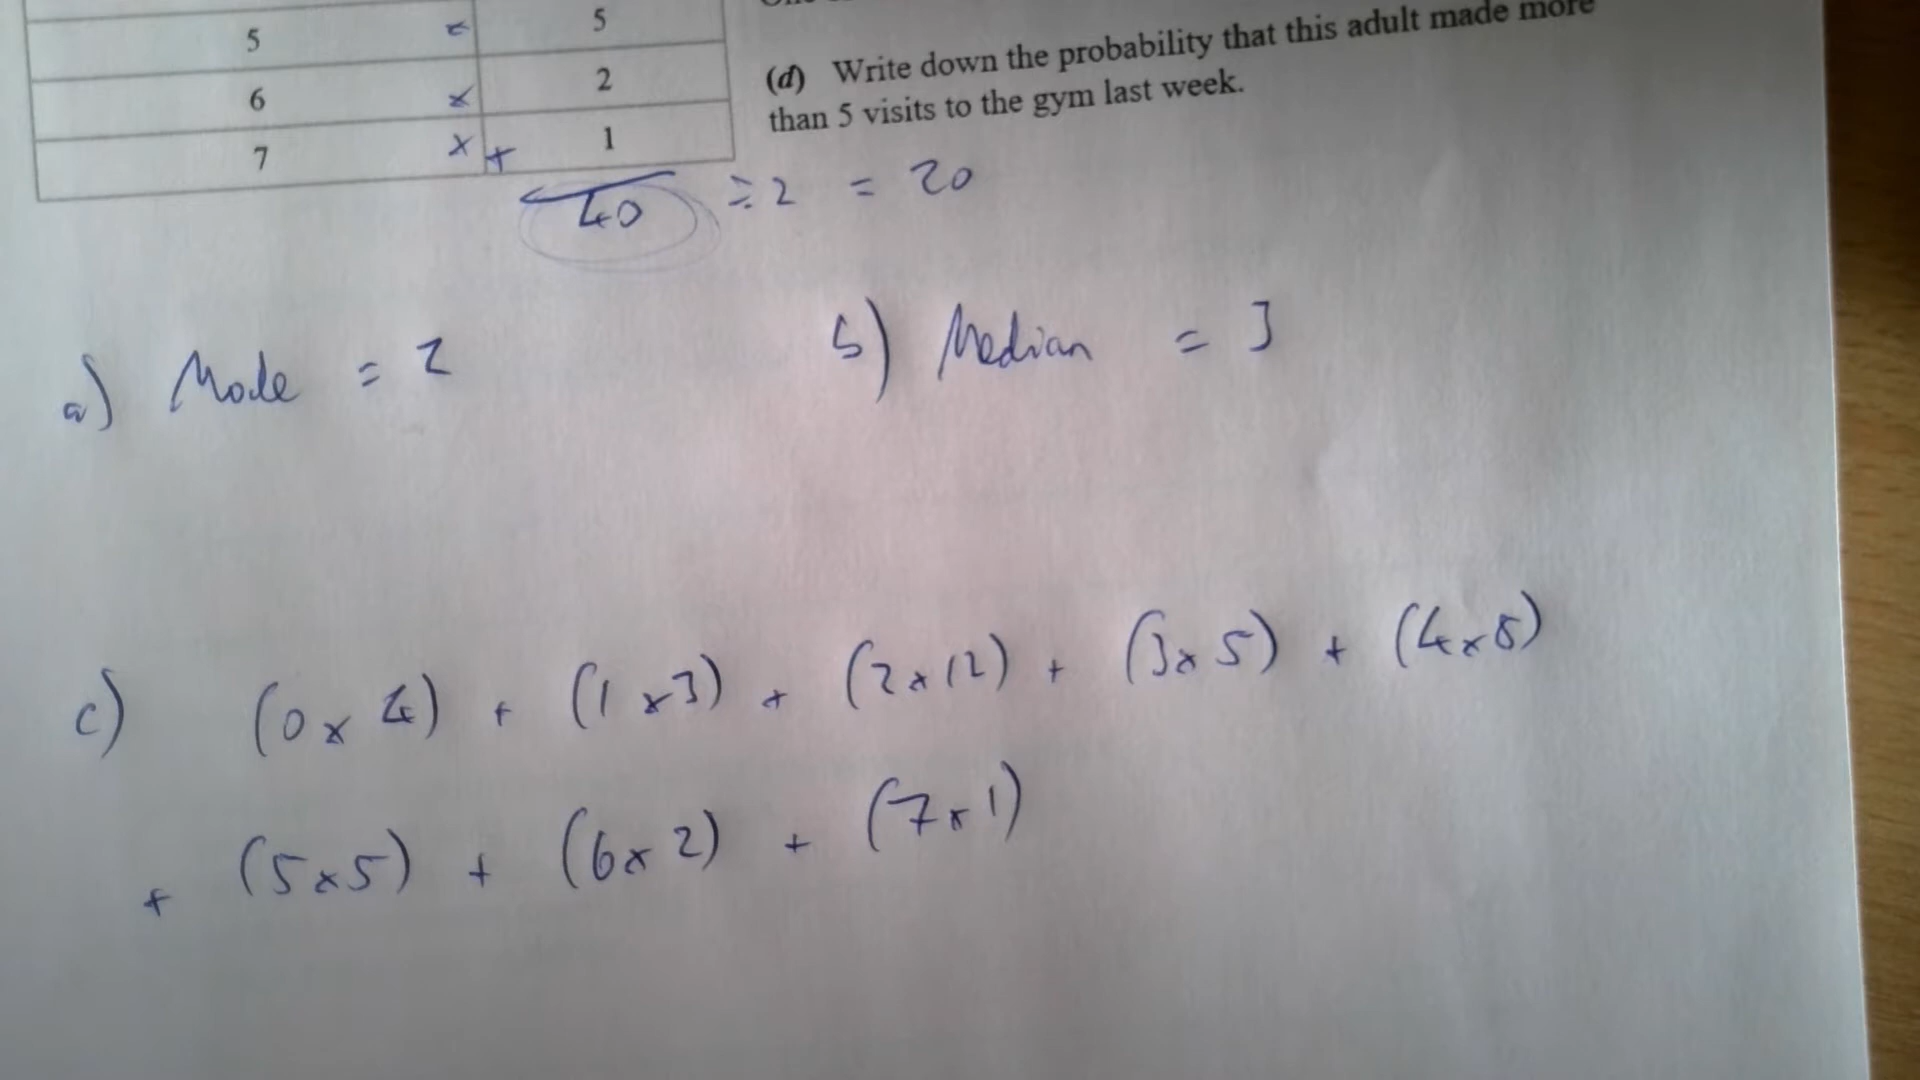 5 × 5
(d) Write down the probability that this adult made more
6 × 2
than 5 visits to the gym last week.
7 × + 1
40 ÷ 2 = 20
a) Mode = 2
b) Median = 3
c) (0 × 4) + (1 × 3) + (2 × 12) + (3 × 5) + (4 × 8)
+ (5 × 5) + (6 × 2) + (7 × 1)